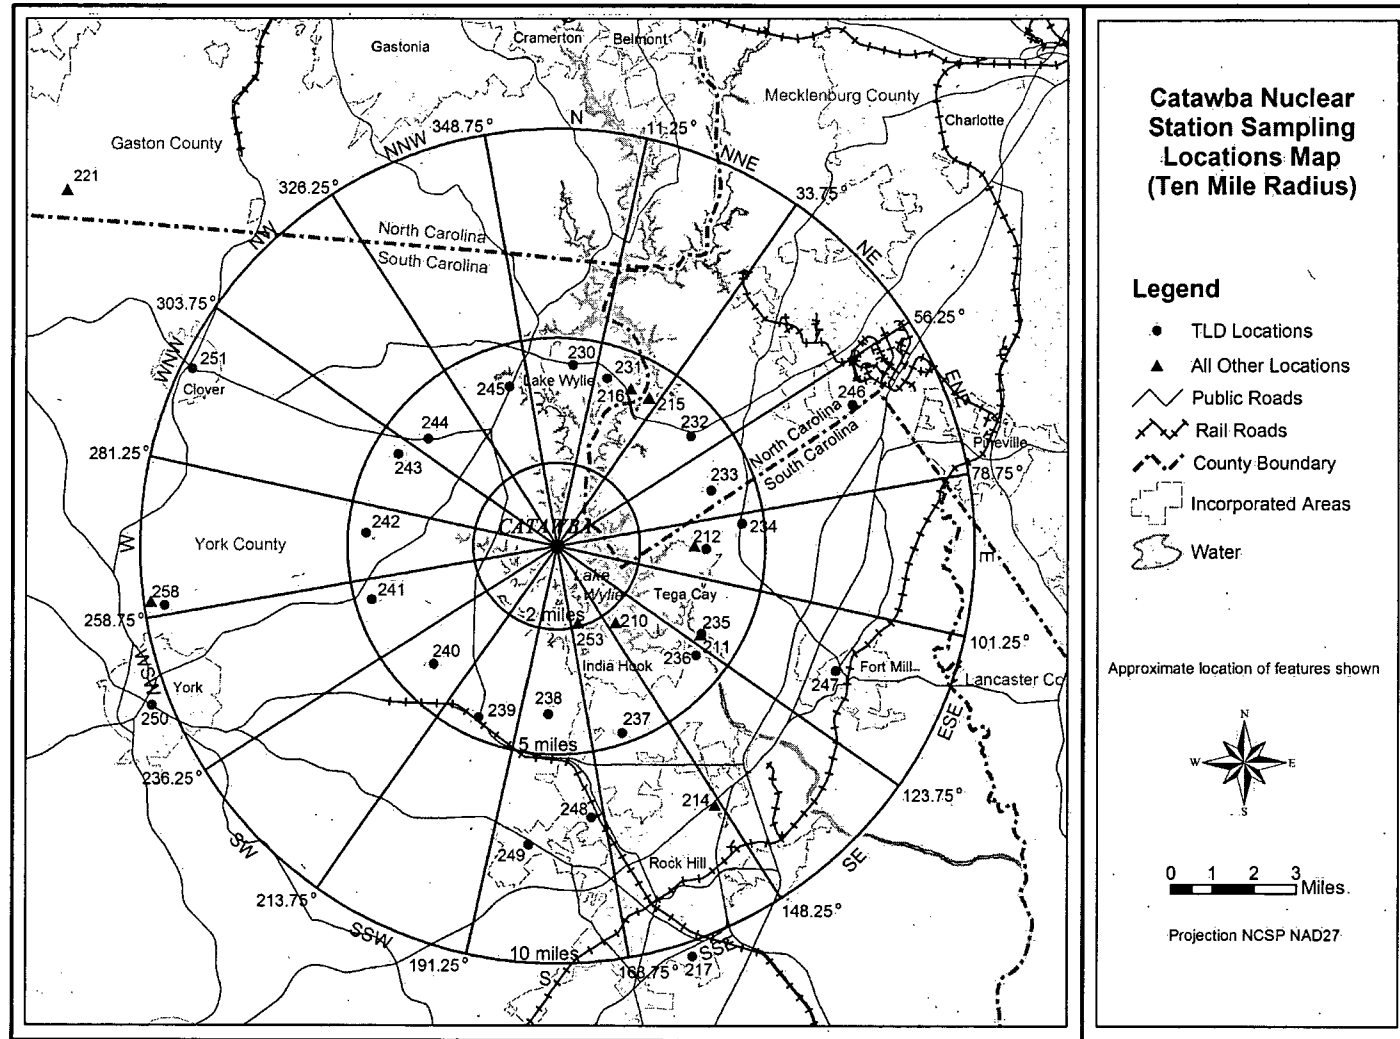 Gastonia
Cramerton
Belmont
Mecklenburg County
Charlotte
Gaston County
348.75°
N
11.25°
NNW
NNE
221
326.25°
33.75°
NW
North Carolina
South Carolina
NE
303.75°
56.25°
WNW
251
Clover
230
231
Lake Wylie
245
216
215
246
ENE
244
232
North Carolina
South Carolina
Pineville
281.25°
243
78.75°
233
242
CATAWBA
234
W
York County
212
E
Lake
Wylie
241
Tega Cay
258
258.75°
2 miles
253
210
235
101.25°
211
236
240
India Hook
Fort Mill
247
Lancaster Co
WSW
York
250
238
239
237
ESE
5 miles
236.25°
123.75°
248
214
SW
249
Rock Hill
SE
213.75°
148.25°
SSW
191.25°
10 miles
S
SSE
168.75°
217
Catawba Nuclear
Station Sampling
Locations Map
(Ten Mile Radius)
Legend
TLD Locations
All Other Locations
Public Roads
Rail Roads
County Boundary
Incorporated Areas
Water
Approximate location of features shown
N
W
E
S
0 1 2 3 Miles
Projection NCSP NAD27